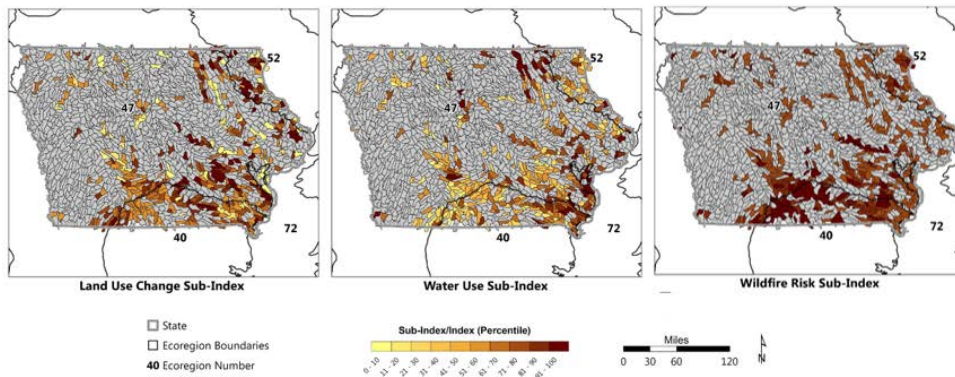 52
47
40
72
Land Use Change Sub-Index
52
47
40
72
Water Use Sub-Index
52
47
40
72
Wildfire Risk Sub-Index
State
Ecoregion Boundaries
40 Ecoregion Number
Sub-Index/Index (Percentile)
0 - 10
11 - 20
21 - 30
31 - 40
41 - 50
51 - 60
61 - 70
71 - 80
81 - 90
91 - 100
Miles
0 30 60 120
N